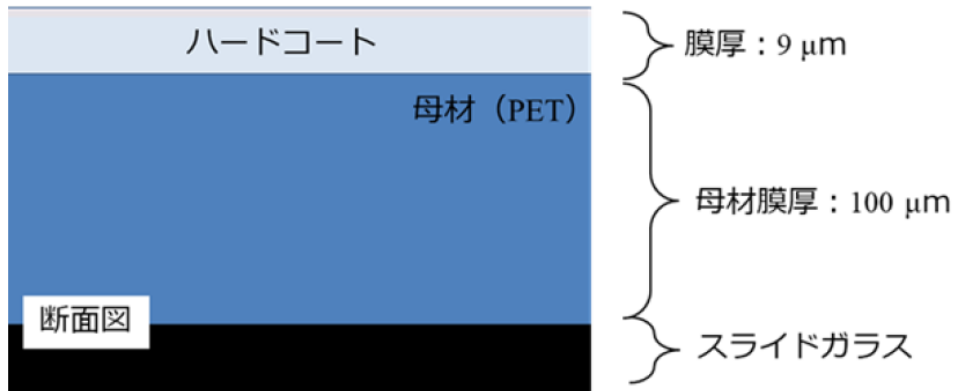 ハードコート
膜厚：9 μm
母材（PET）
母材膜厚：100 μm
断面図
スライドガラス